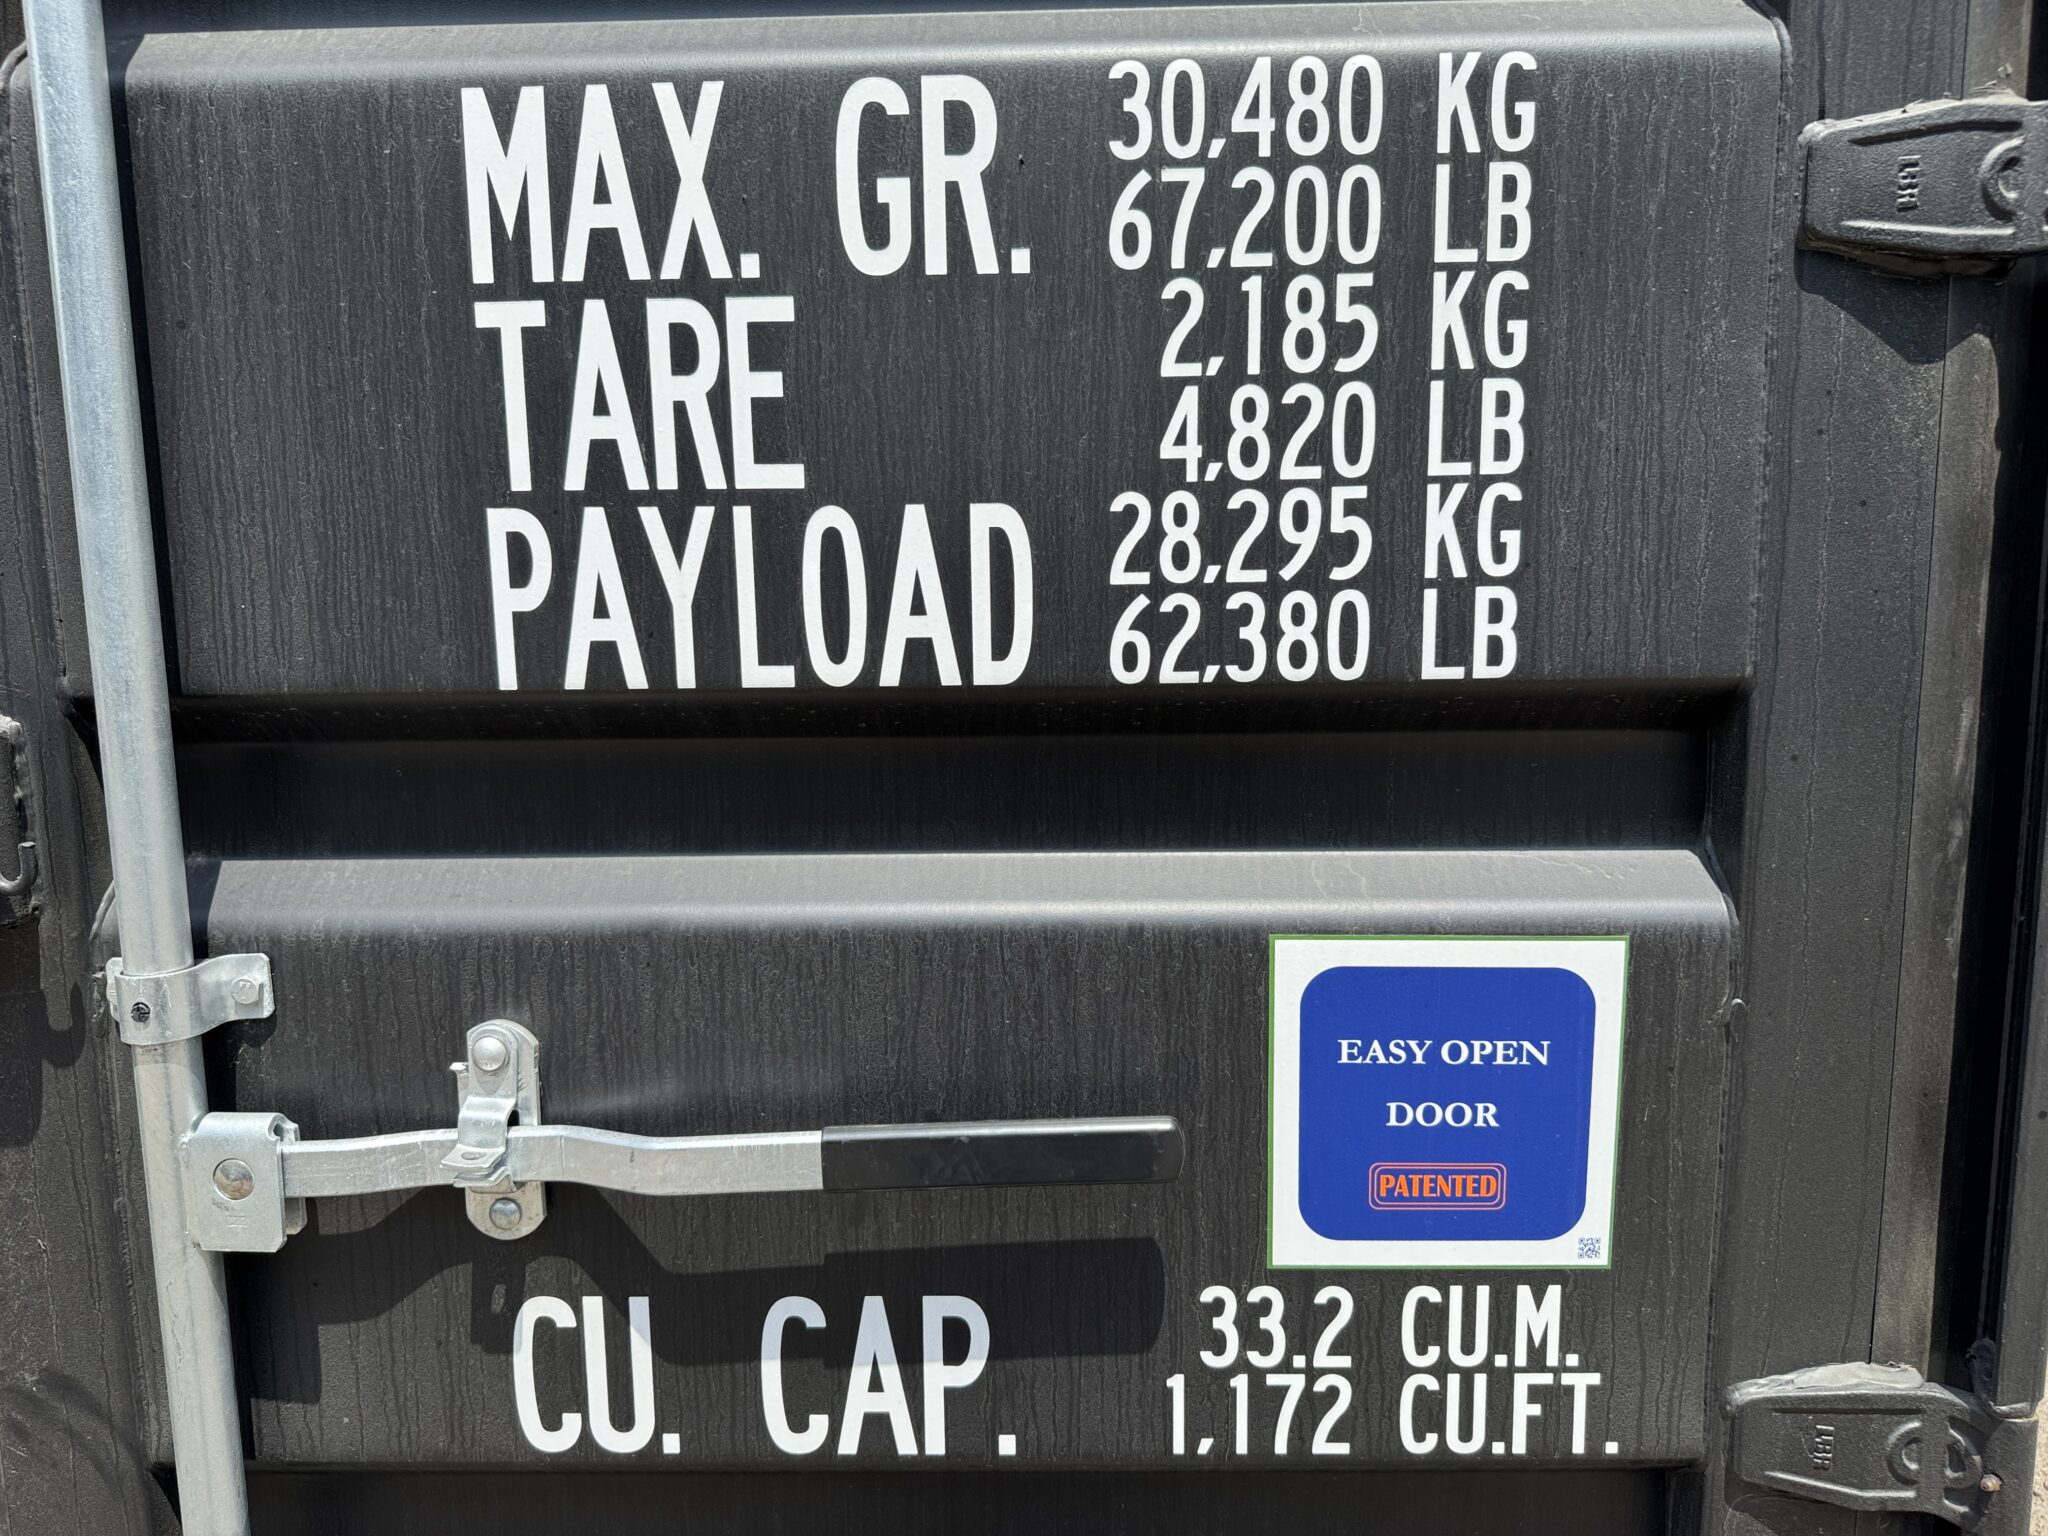 MAX. GR. 30,480 KG
67,200 LB
TARE 2,185 KG
4,820 LB
PAYLOAD 28,295 KG
62,380 LB
EASY OPEN
DOOR
PATENTED
CU. CAP. 33.2 CU.M.
1,172 CU.FT.